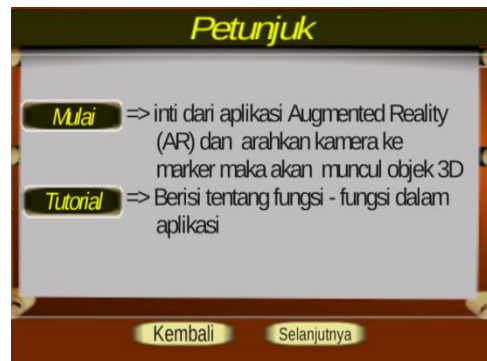 Petunjuk
Mulai => inti dari aplikasi Augmented Reality
(AR) dan arahkan kamera ke
marker maka akan muncul objek 3D
Tutorial => Berisi tentang fungsi - fungsi dalam
aplikasi
Kembali Selanjutnya